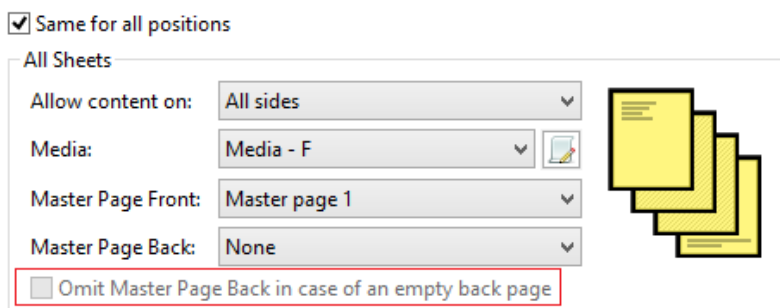 Same for all positions
All Sheets
Allow content on: All sides
Media: Media - F
Master Page Front: Master page 1
Master Page Back: None
Omit Master Page Back in case of an empty back page